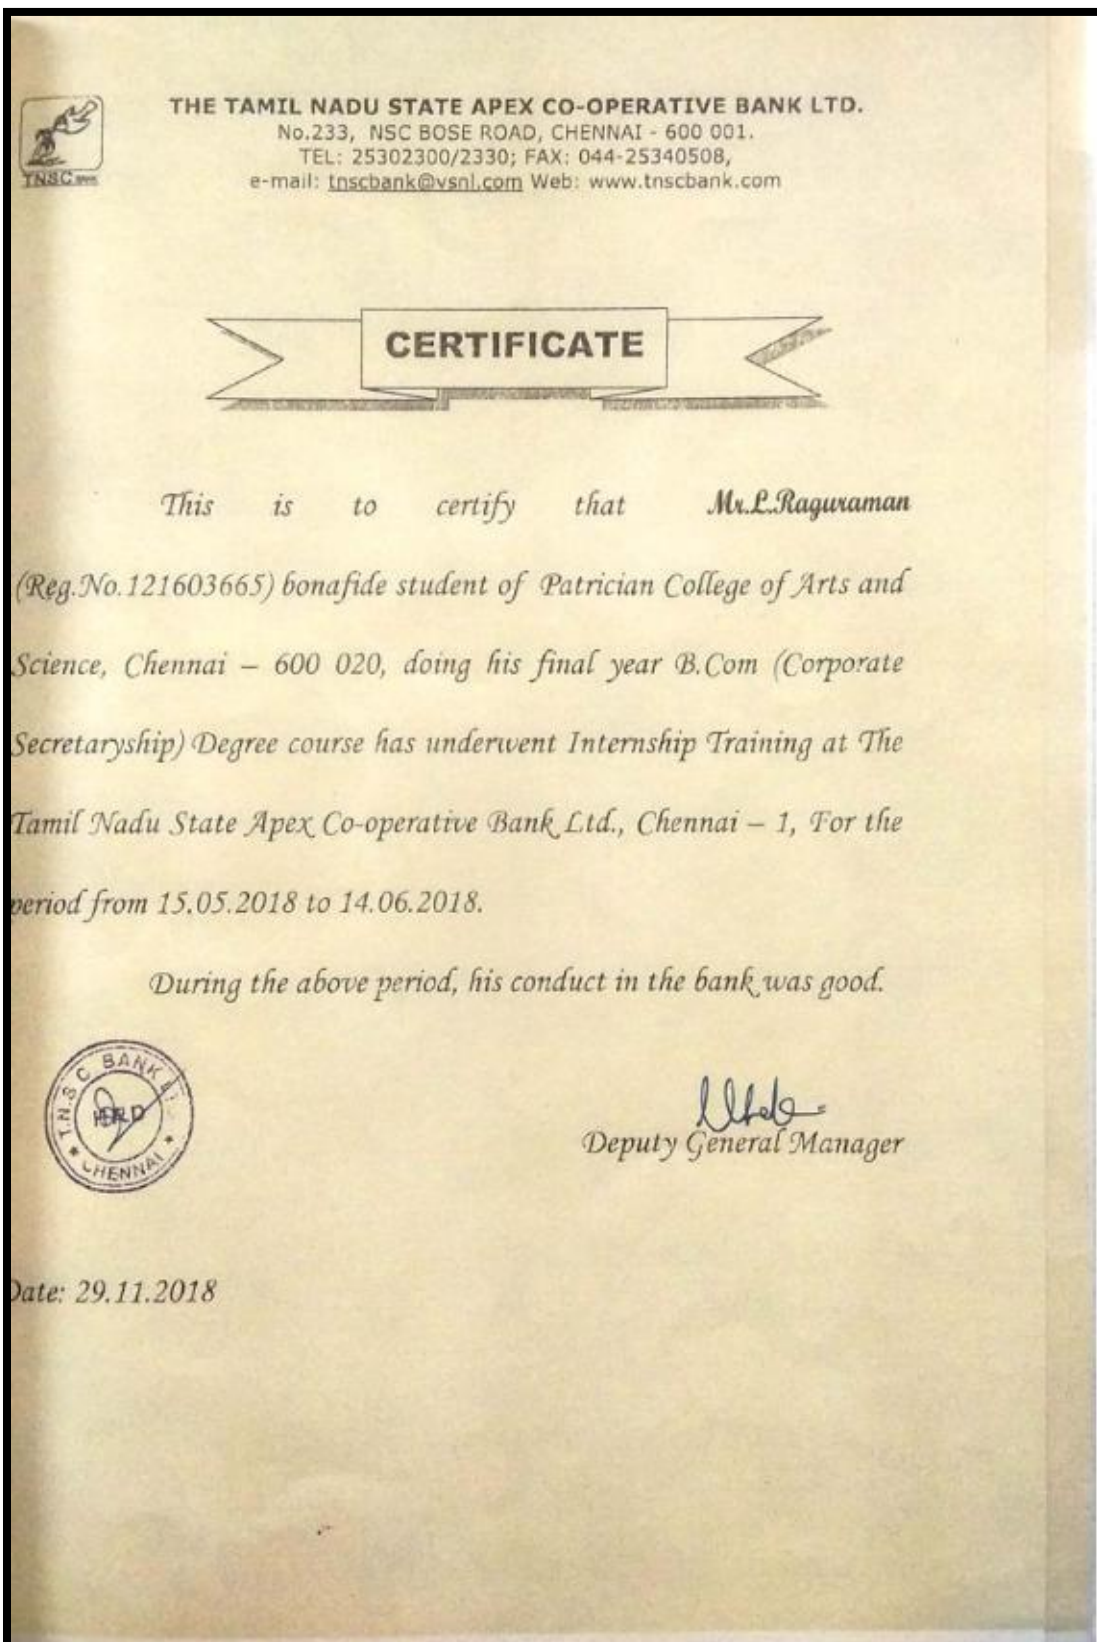 THE TAMIL NADU STATE APEX CO-OPERATIVE BANK LTD.
No.233, NSC BOSE ROAD, CHENNAI - 600 001.
TEL: 25302300/2330; FAX: 044-25340508,
e-mail: tnscbank@vsnl.com Web: www.tnscbank.com
TNSC BANK
CERTIFICATE
This is to certify that Mr.L.Raguraman
(Reg.No.121603665) bonafide student of Patrician College of Arts and
Science, Chennai – 600 020, doing his final year B.Com (Corporate
Secretaryship) Degree course has underwent Internship Training at The
Tamil Nadu State Apex Co-operative Bank Ltd., Chennai – 1, For the
period from 15.05.2018 to 14.06.2018.
During the above period, his conduct in the bank was good.
T.N.S.C BANK
CHENNAI
Deputy General Manager
Date: 29.11.2018